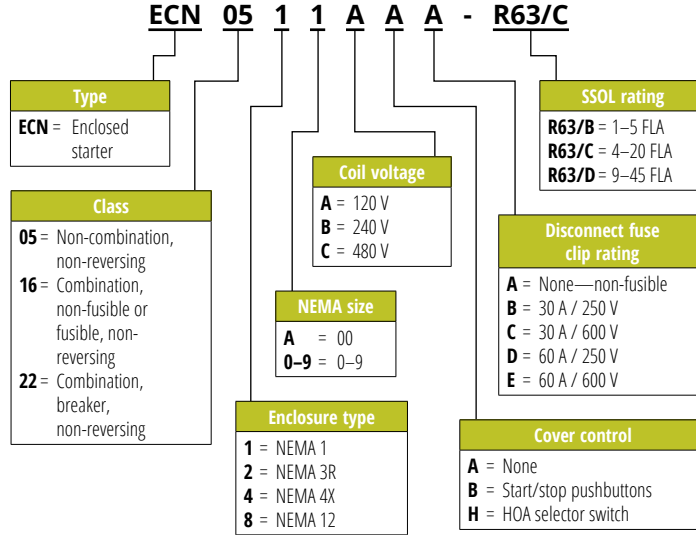 ECN 05 1 1 A A A - R63/C
Type
ECN = Enclosed
starter
Class
05 = Non-combination,
non-reversing
16 = Combination,
non-fusible or
fusible, non-
reversing
22 = Combination,
breaker,
non-reversing
Enclosure type
1 = NEMA 1
2 = NEMA 3R
4 = NEMA 4X
8 = NEMA 12
NEMA size
A = 00
0–9 = 0–9
Coil voltage
A = 120 V
B = 240 V
C = 480 V
Cover control
A = None
B = Start/stop pushbuttons
H = HOA selector switch
Disconnect fuse
clip rating
A = None—non-fusible
B = 30 A / 250 V
C = 30 A / 600 V
D = 60 A / 250 V
E = 60 A / 600 V
SSOL rating
R63/B = 1–5 FLA
R63/C = 4–20 FLA
R63/D = 9–45 FLA